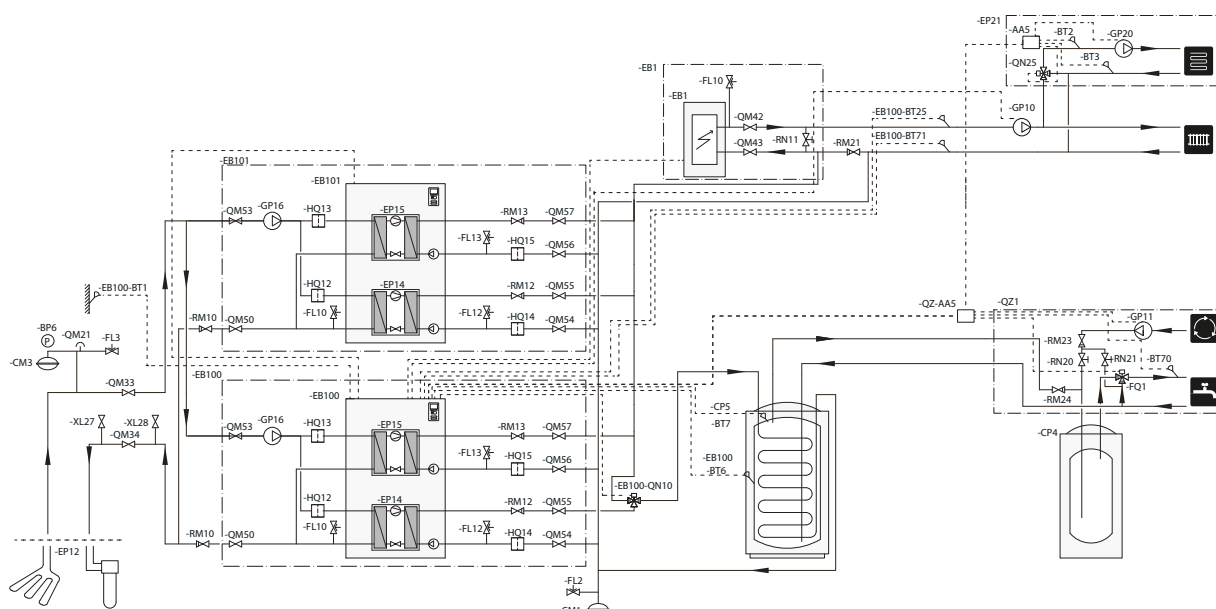 -EP21
-AA5
-BT2
-GP20
-QN25
-BT3
-EB1
-FL10
-EB1
-QM42
-EB100-BT25
-GP10
-QM43
-RN11
-EB100-BT71
-RM21
-EB101
-EB101
-QM53
-GP16
-HQ13
-EP15
-RM13
-QM57
-FL13
-HQ15
-QM56
-EB100-BT1
-HQ12
-EP14
-RM12
-QM55
-FL10
-FL12
-HQ14
-QM54
-RM10
-QM50
-QZ-AA5
-QZ1
-GP11
-BP6
-QM21
-FL3
-CM3
-RM23
-RN20
-RN21
-BT70
-FQ1
-RM24
-QM33
-EB100
-EB100
-XL27
-XL28
-QM34
-QM53
-GP16
-HQ13
-EP15
-RM13
-QM57
-CP5
-BT7
-CP4
-FL13
-HQ15
-QM56
-EB100
-BT6
-EB100-QN10
-HQ12
-EP14
-RM12
-QM55
-FL10
-FL12
-HQ14
-QM54
-RM10
-QM50
-EP12
-FL2